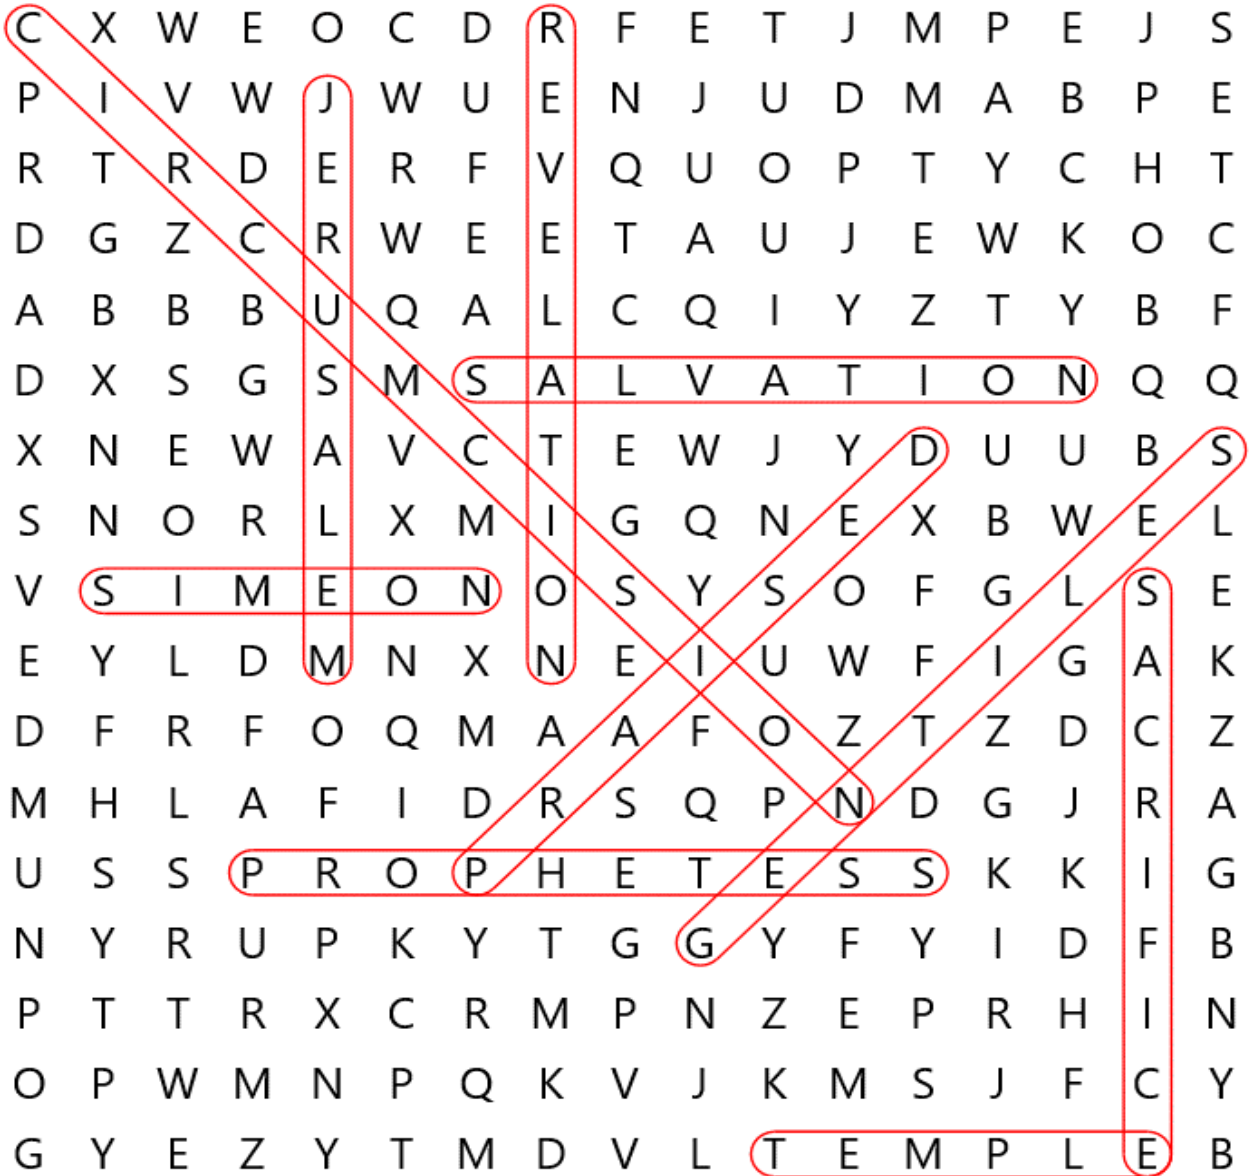 C X W E O C D R F E T J M P E J S
P I V W J W U E N J U D M A B P E
R T R D E R F V Q U O P T Y C H T
D G Z C R W E E T A U J E W K O C
A B B B U Q A L C Q I Y Z T Y B F
D X S G S M S A L V A T I O N Q Q
X N E W A V C T E W J Y D U U B S
S N O R L X M I G Q N E X B W E L
V S I M E O N O S Y S O F G L S E
E Y L D M N X N E I U W F I G A K
D F R F O Q M A A F O Z T Z D C Z
M H L A F I D R S Q P N D G J R A
U S S P R O P H E T E S S K K I G
N Y R U P K Y T G G Y F Y I D F B
P T T R X C R M P N Z E P R H I N
O P W M N P Q K V J K M S J F C Y
G Y E Z Y T M D V L T E M P L E B